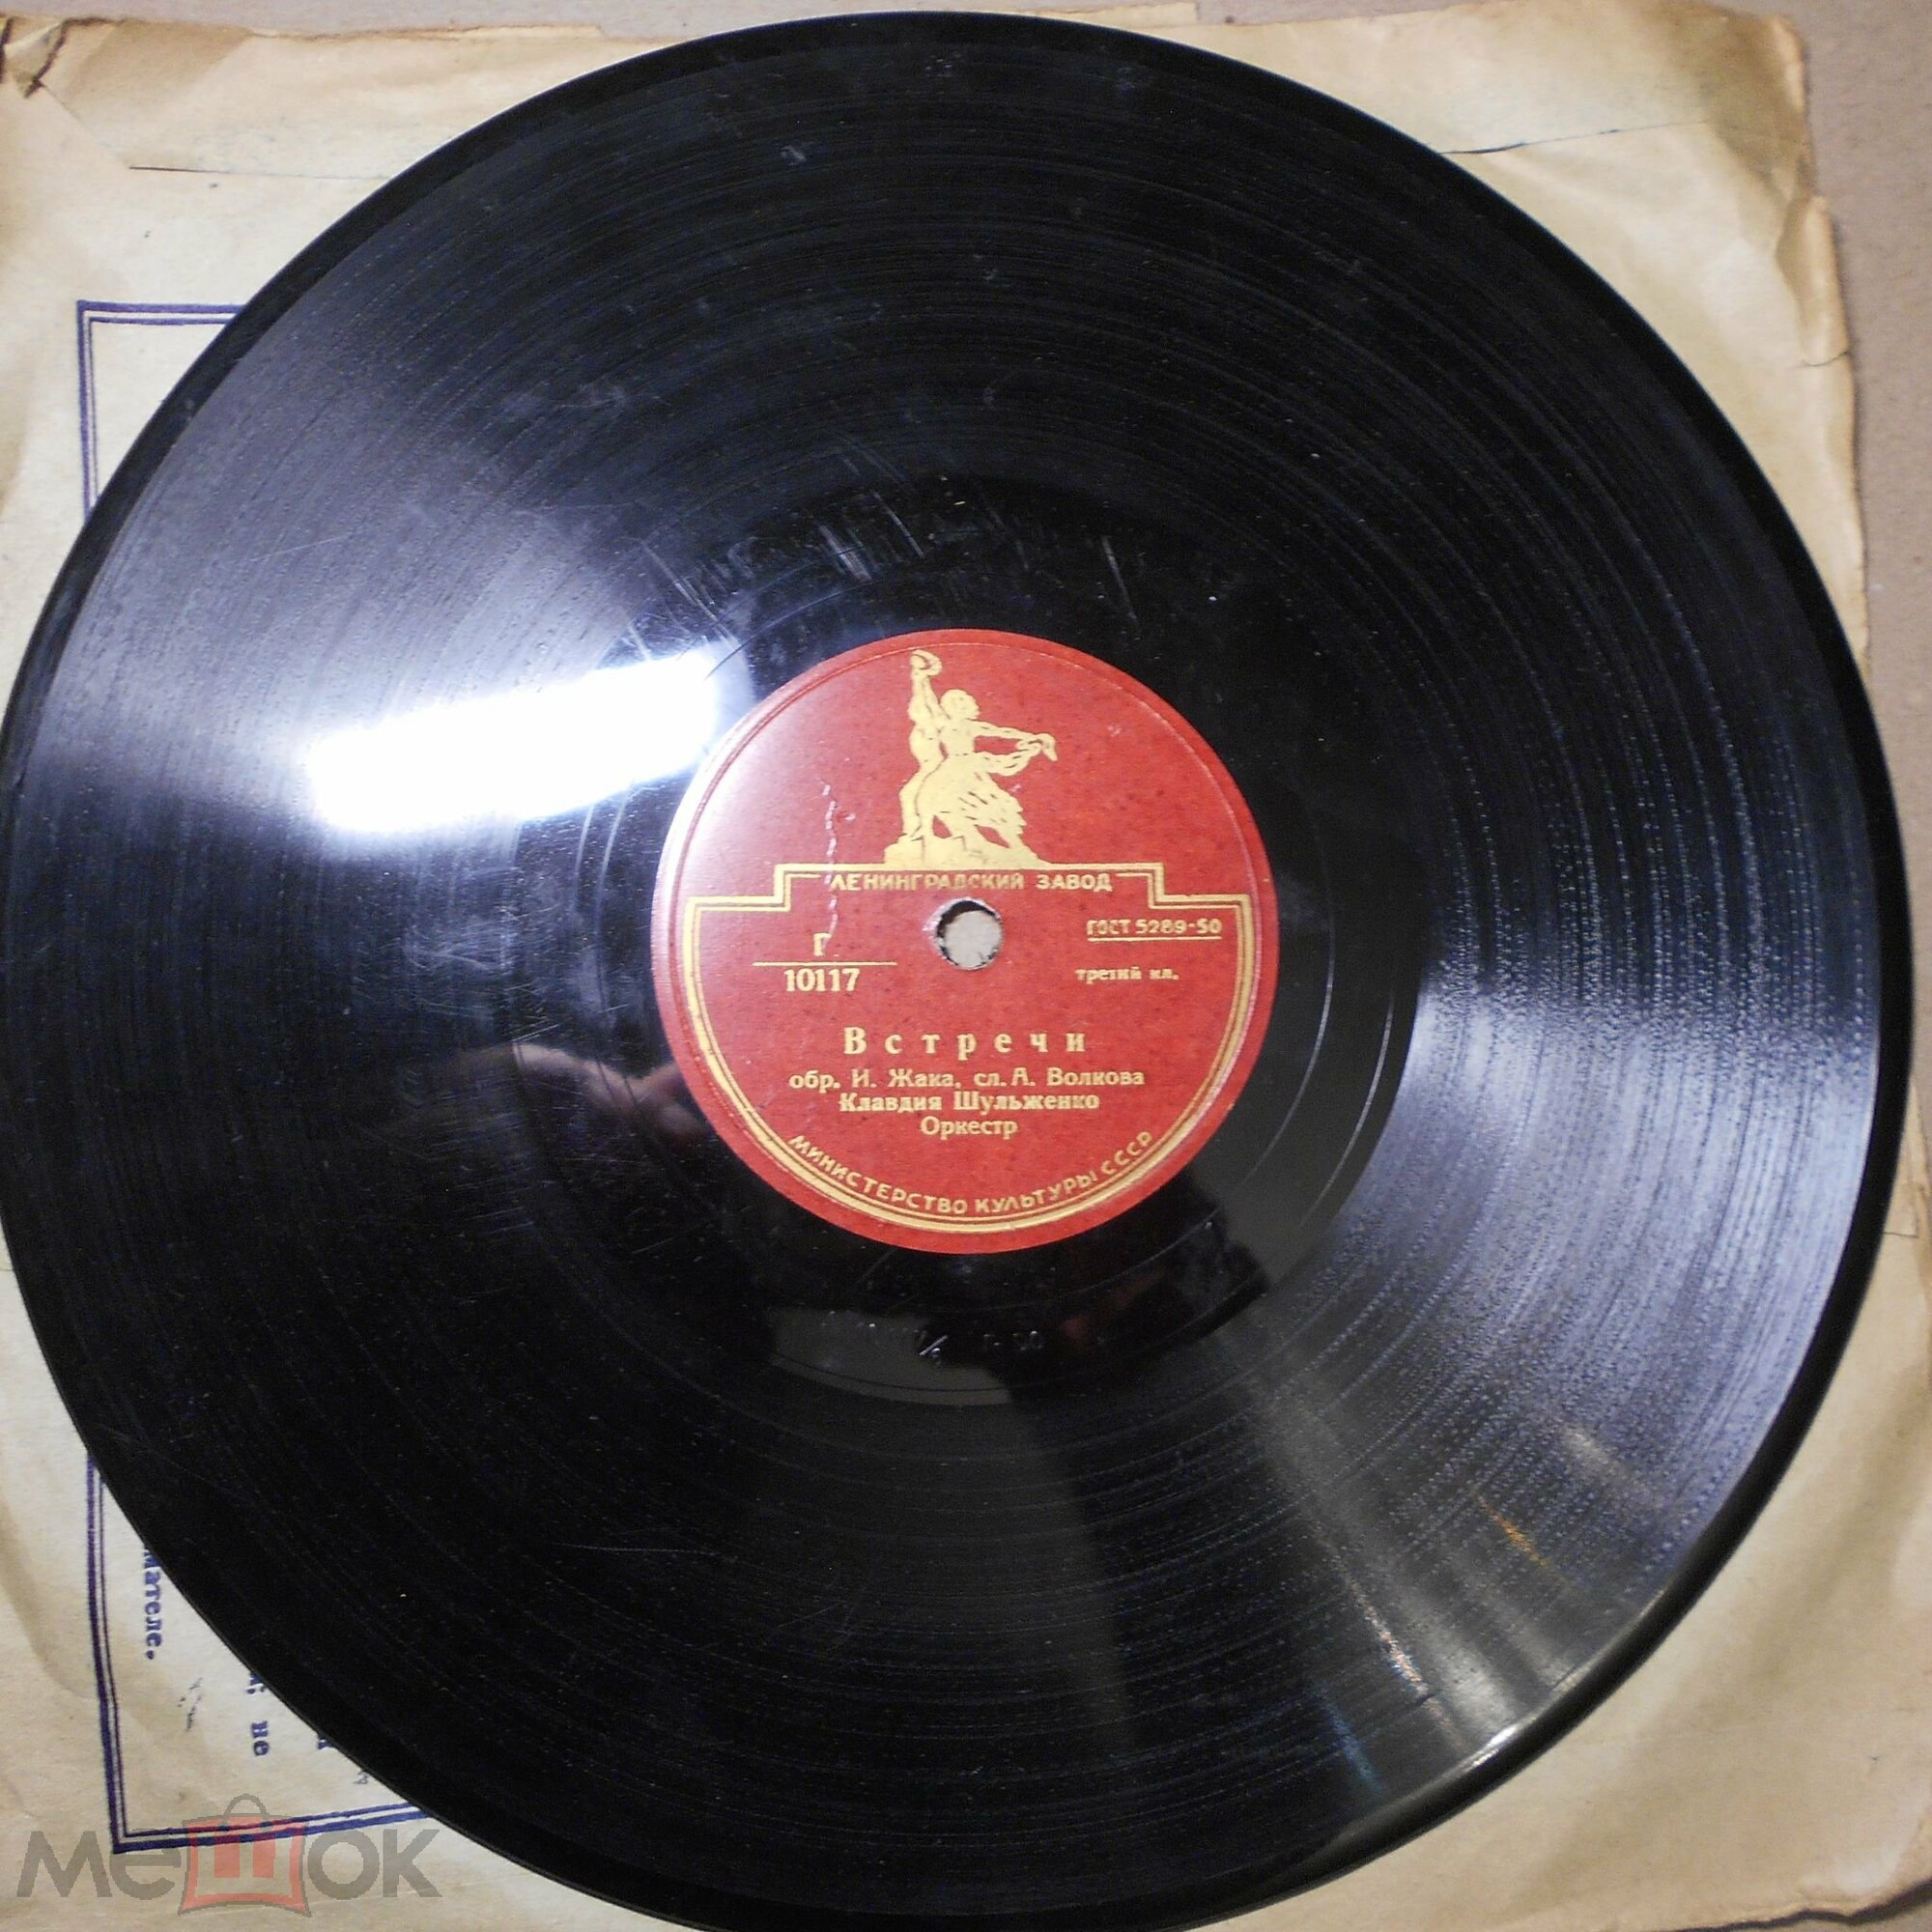 ЛЕНИНГРАДСКИЙ ЗАВОД
Г
10117
ГОСТ 5289-50
третий кл.
Встречи
обр. И. Жака, сл. А. Волкова
Клавдия Шульженко
Оркестр
МИНИСТЕРСТВО КУЛЬТУРЫ СССР
не
мешок